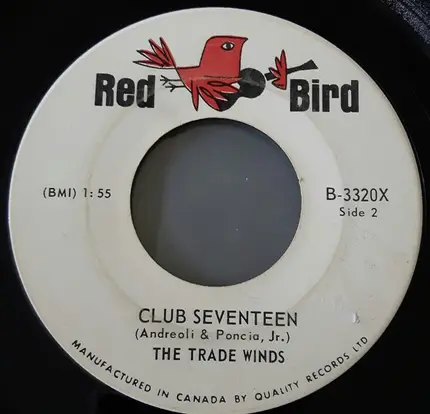 Red Bird
(BMI) 1:55
B-3320X
Side 2
CLUB SEVENTEEN
(Andreoli & Poncia, Jr.)
THE TRADE WINDS
MANUFACTURED IN CANADA BY QUALITY RECORDS LTD